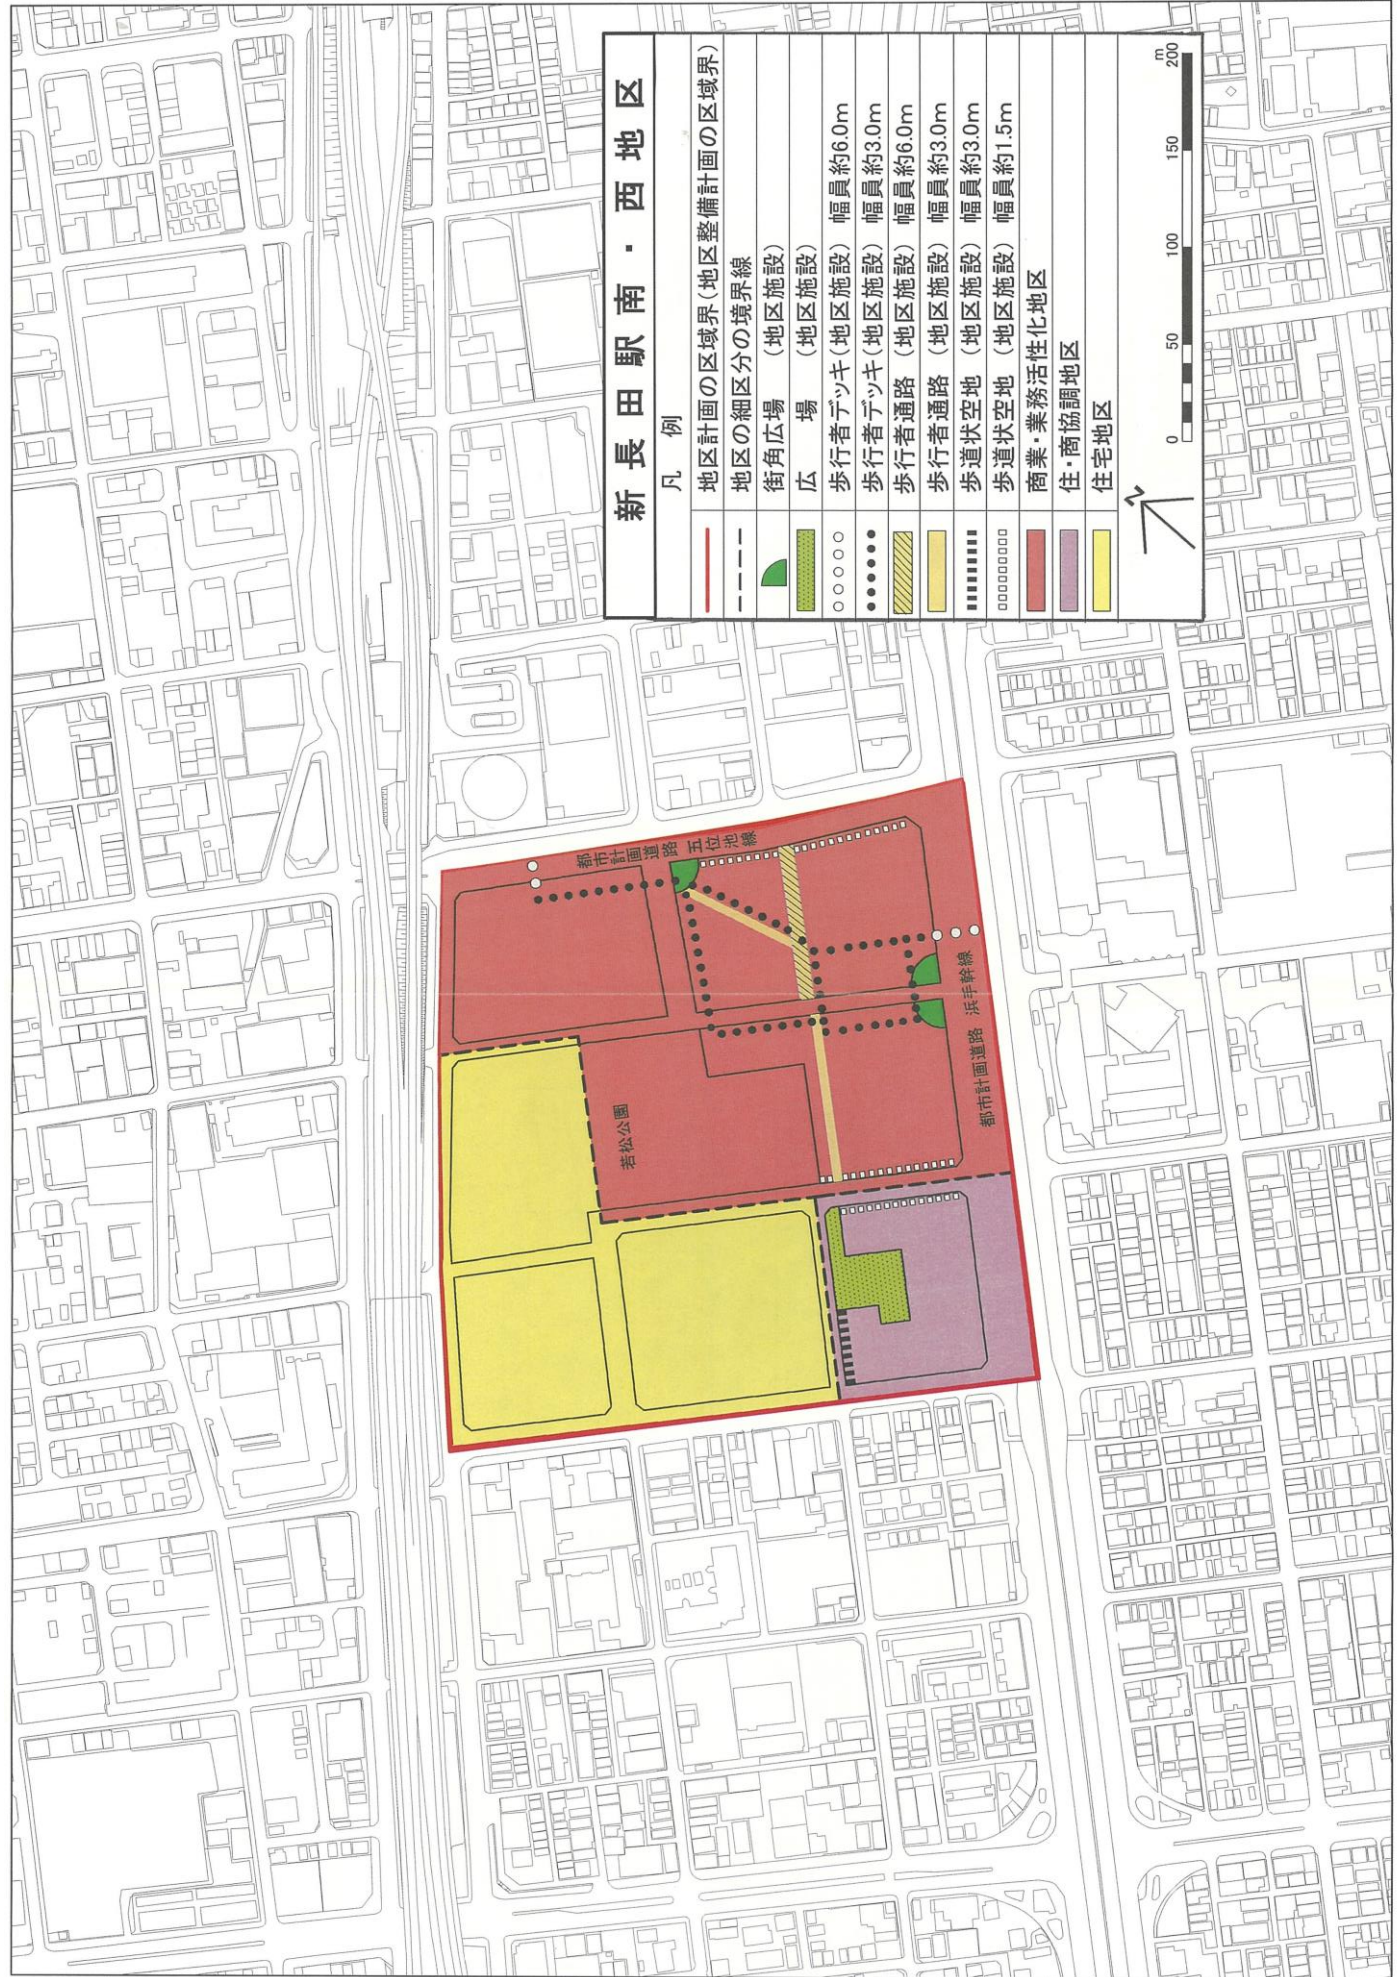 新長田駅南・西地区
凡例
地区計画の区域界(地区整備計画の区域界)
地区の細区分の境界線
街角広場 (地区施設)
広場 (地区施設)
歩行者デッキ(地区施設) 幅員約6.0m
歩行者デッキ(地区施設) 幅員約3.0m
歩行者通路 (地区施設) 幅員約6.0m
歩行者通路 (地区施設) 幅員約3.0m
歩道状空地 (地区施設) 幅員約3.0m
歩道状空地 (地区施設) 幅員約1.5m
商業・業務活性化地区
住・商協調地区
住宅地区
N
0 50 100 150 200
m
都市計画道路 五位池線
若松公園
都市計画道路 浜手幹線